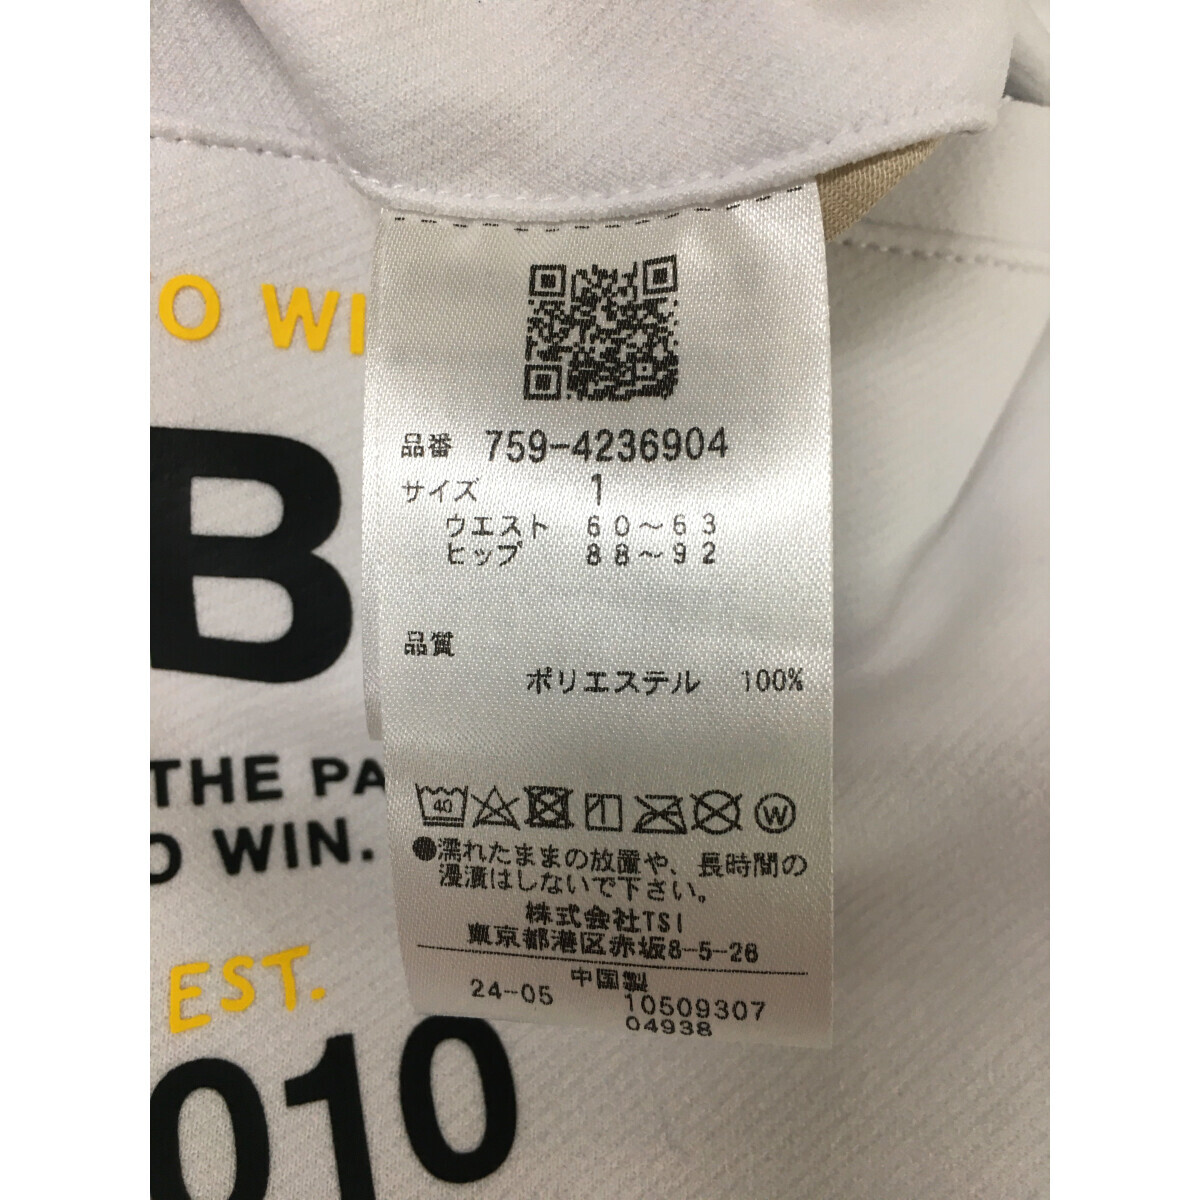 O WI
B
THE PA
O WIN.
EST.
010
品番 759-4236904
サイズ 1
ウエスト 60～63
ヒップ 88～92
品質
ポリエステル 100%
40
W
●濡れたままの放置や、長時間の
浸漬はしないで下さい。
株式会社TSI
東京都港区赤坂8-5-26
中国製
24-05 10509307
04938